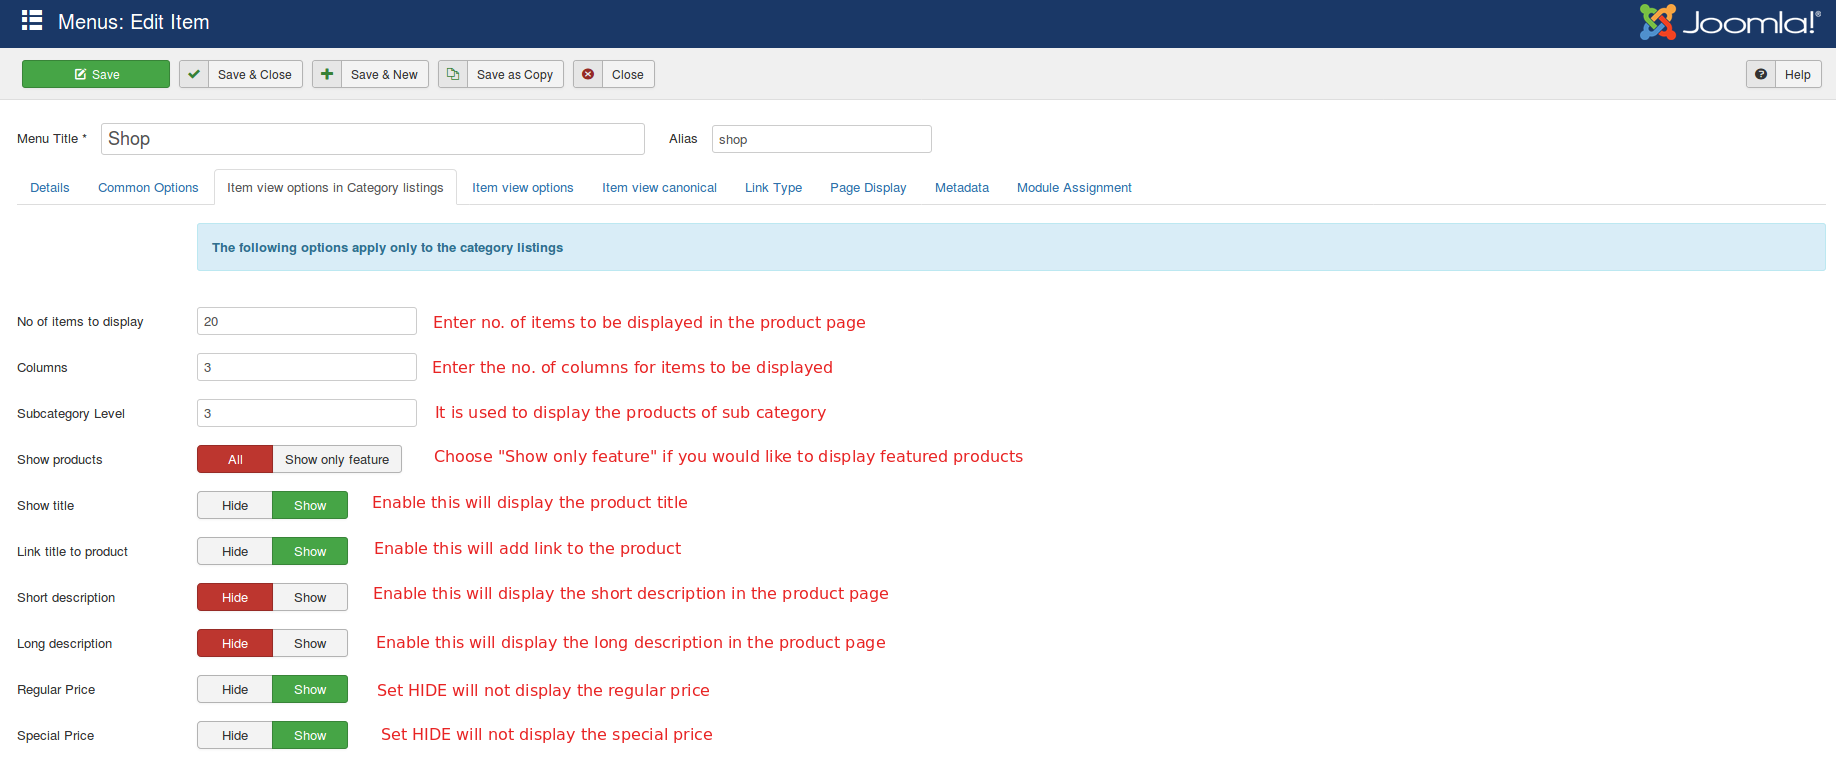 Menus: Edit Item
Joomla!®
Save
Save & Close
Save & New
Save as Copy
Close
Help
Menu Title * Shop Alias shop
Details Common Options Item view options in Category listings Item view options Item view canonical Link Type Page Display Metadata Module Assignment
The following options apply only to the category listings
No of items to display 20 Enter no. of items to be displayed in the product page
Columns 3 Enter the no. of columns for items to be displayed
Subcategory Level 3 It is used to display the products of sub category
Show products All Show only feature Choose "Show only feature" if you would like to display featured products
Show title Hide Show Enable this will display the product title
Link title to product Hide Show Enable this will add link to the product
Short description Hide Show Enable this will display the short description in the product page
Long description Hide Show Enable this will display the long description in the product page
Regular Price Hide Show Set HIDE will not display the regular price
Special Price Hide Show Set HIDE will not display the special price